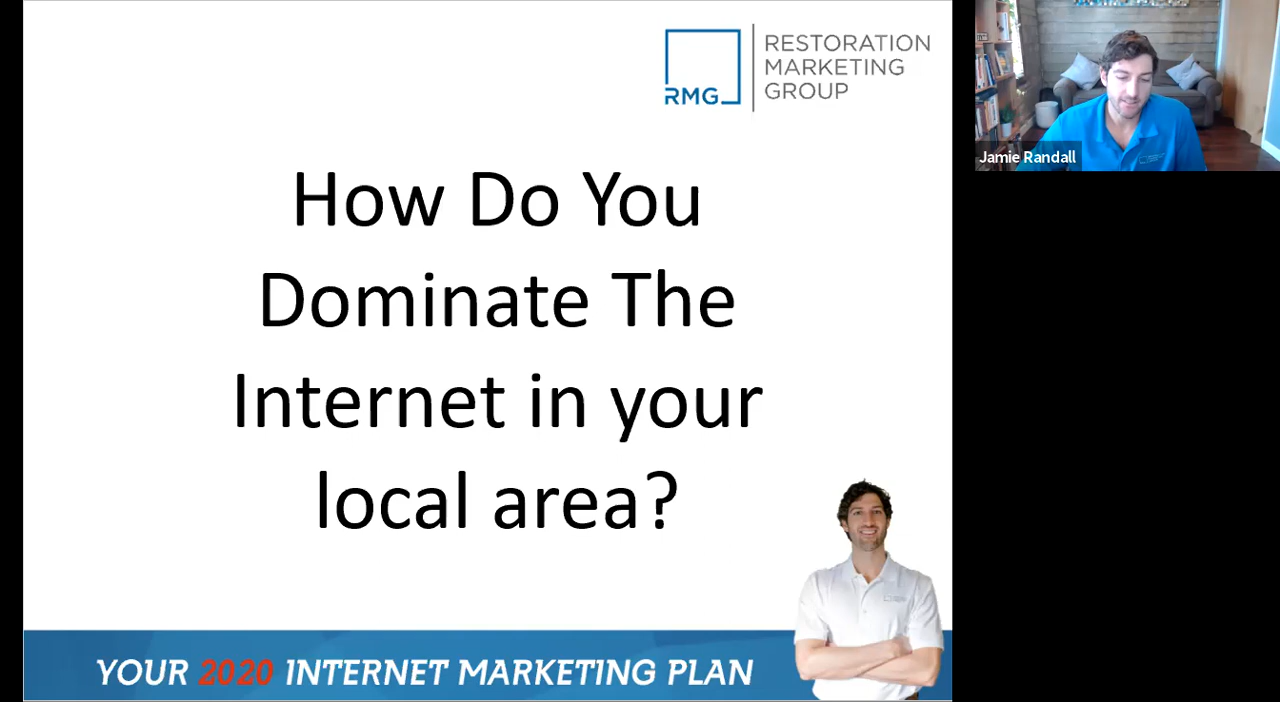 RESTORATION
MARKETING
GROUP
RMG
How Do You
Dominate The
Internet in your
local area?
YOUR 2020 INTERNET MARKETING PLAN
Jamie Randall